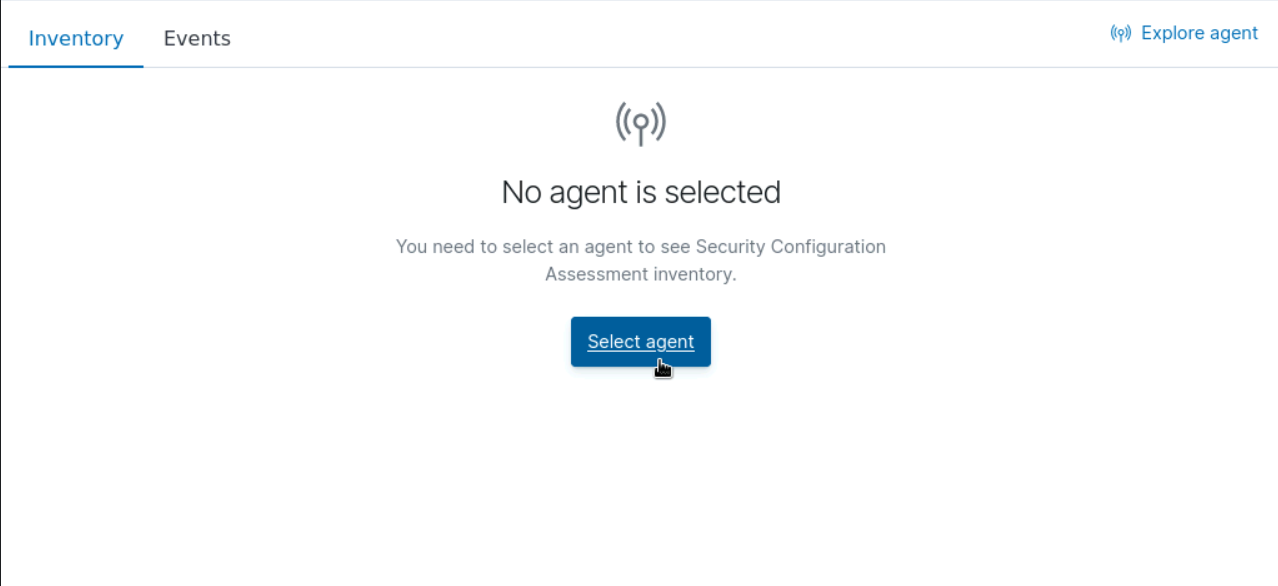 Inventory Events Explore agent
No agent is selected
You need to select an agent to see Security Configuration
Assessment inventory.
Select agent